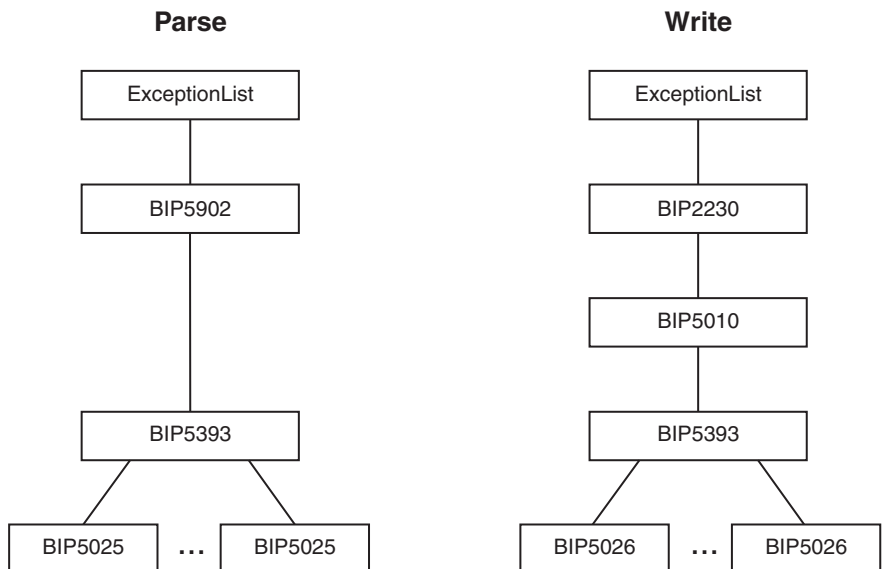 Parse Write
ExceptionList ExceptionList
BIP5902 BIP2230
BIP5010
BIP5393 BIP5393
BIP5025 ... BIP5025 BIP5026 ... BIP5026